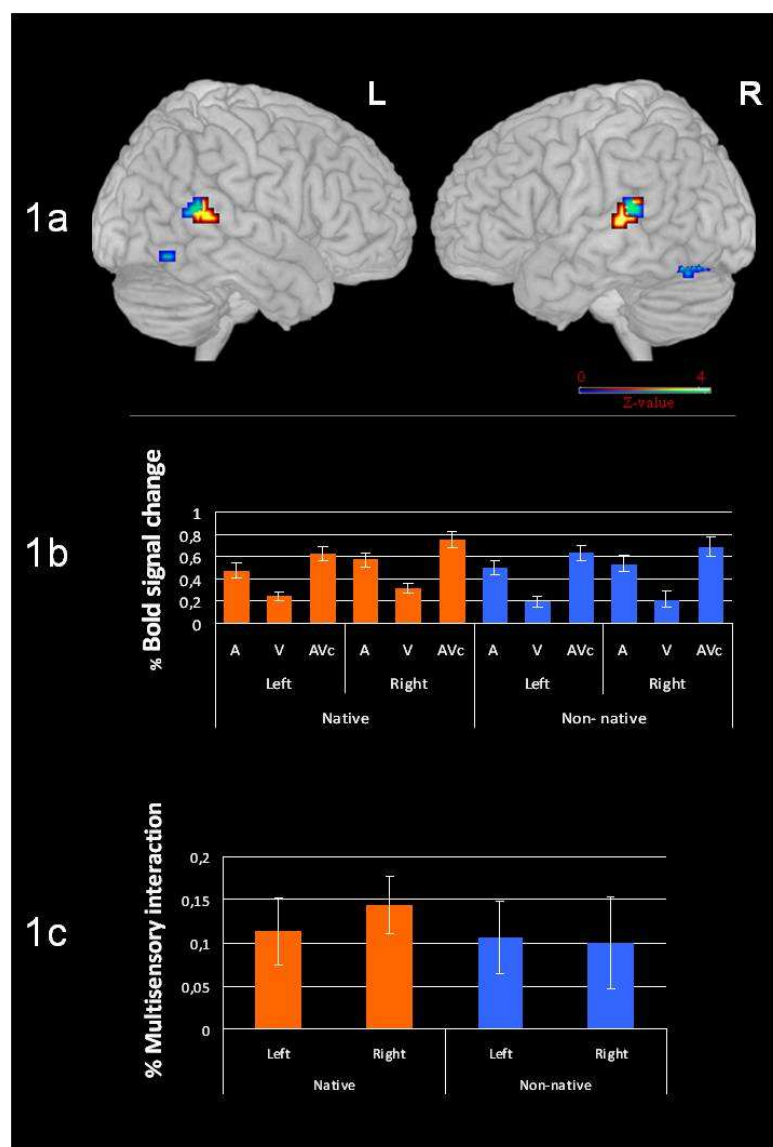 L R
1a
0 4
Z-value
1b
% Bold signal change
1
0,8
0,6
0,4
0,2
0
A V AVc A V AVc A V AVc A V AVc
Left Right Left Right
Native Non- native
1c
% Multisensory interaction
0,2
0,15
0,1
0,05
0
Left Right Left Right
Native Non-native